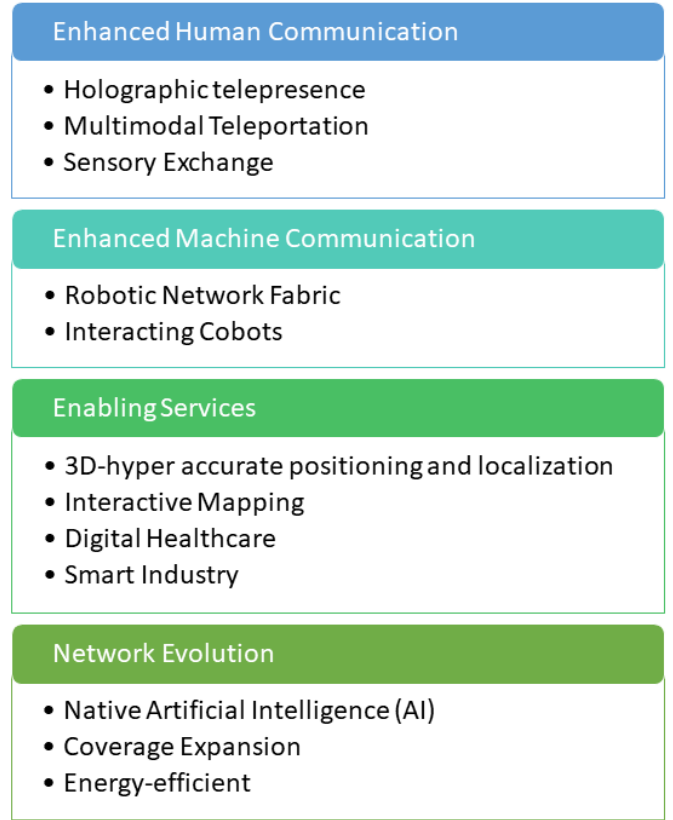 Enhanced Human Communication
• Holographic telepresence
• Multimodal Teleportation
• Sensory Exchange
Enhanced Machine Communication
• Robotic Network Fabric
• Interacting Cobots
Enabling Services
• 3D-hyper accurate positioning and localization
• Interactive Mapping
• Digital Healthcare
• Smart Industry
Network Evolution
• Native Artificial Intelligence (AI)
• Coverage Expansion
• Energy-efficient